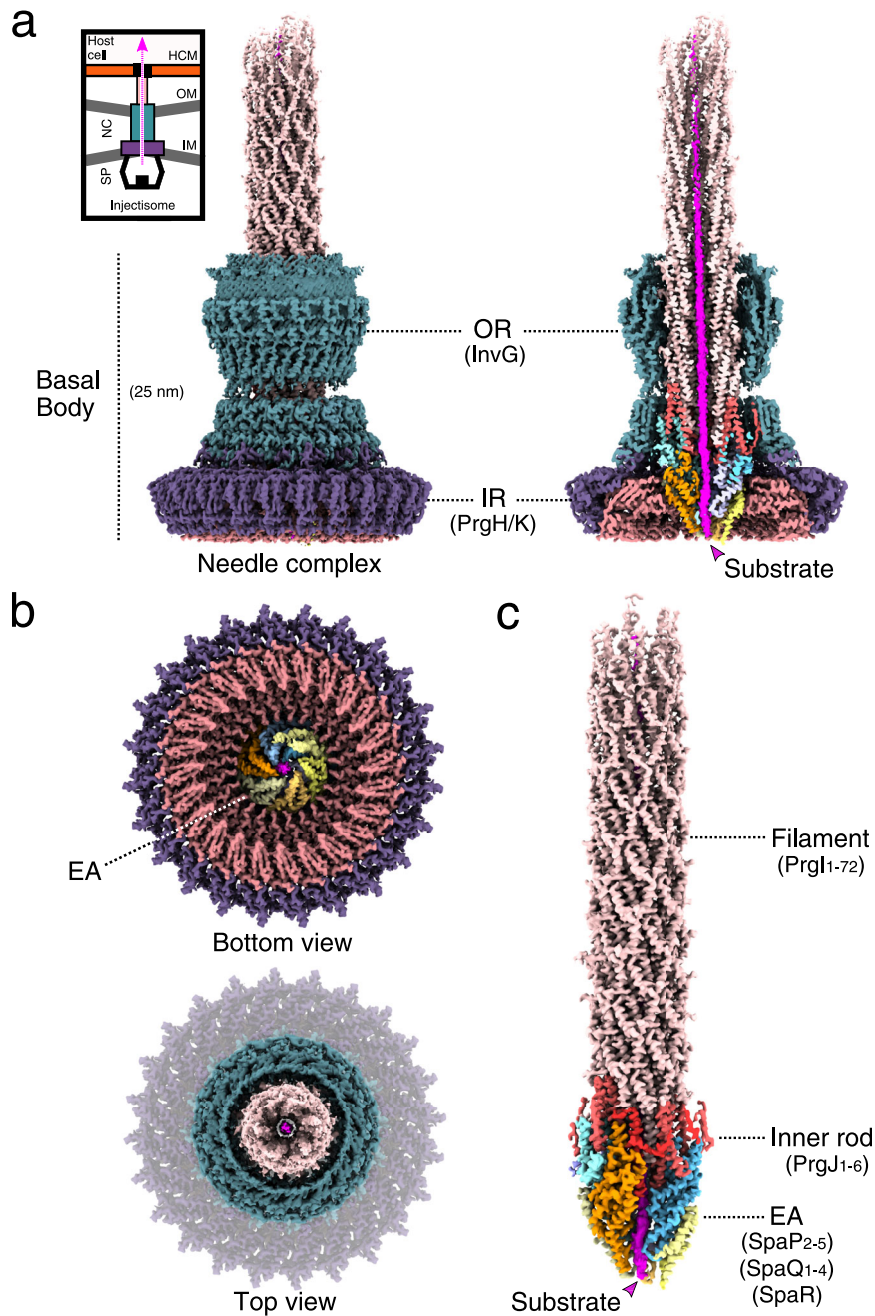 a
Host
cell
HCM
OM
NC
IM
SP
Injectisome
Basal
Body
(25 nm)
OR
(InvG)
IR
(PrgH/K)
Needle complex
Substrate
b
EA
Bottom view
Top view
c
Filament
(PrgI1-72)
Inner rod
(PrgJ1-6)
EA
(SpaP2-5)
(SpaQ1-4)
(SpaR)
Substrate